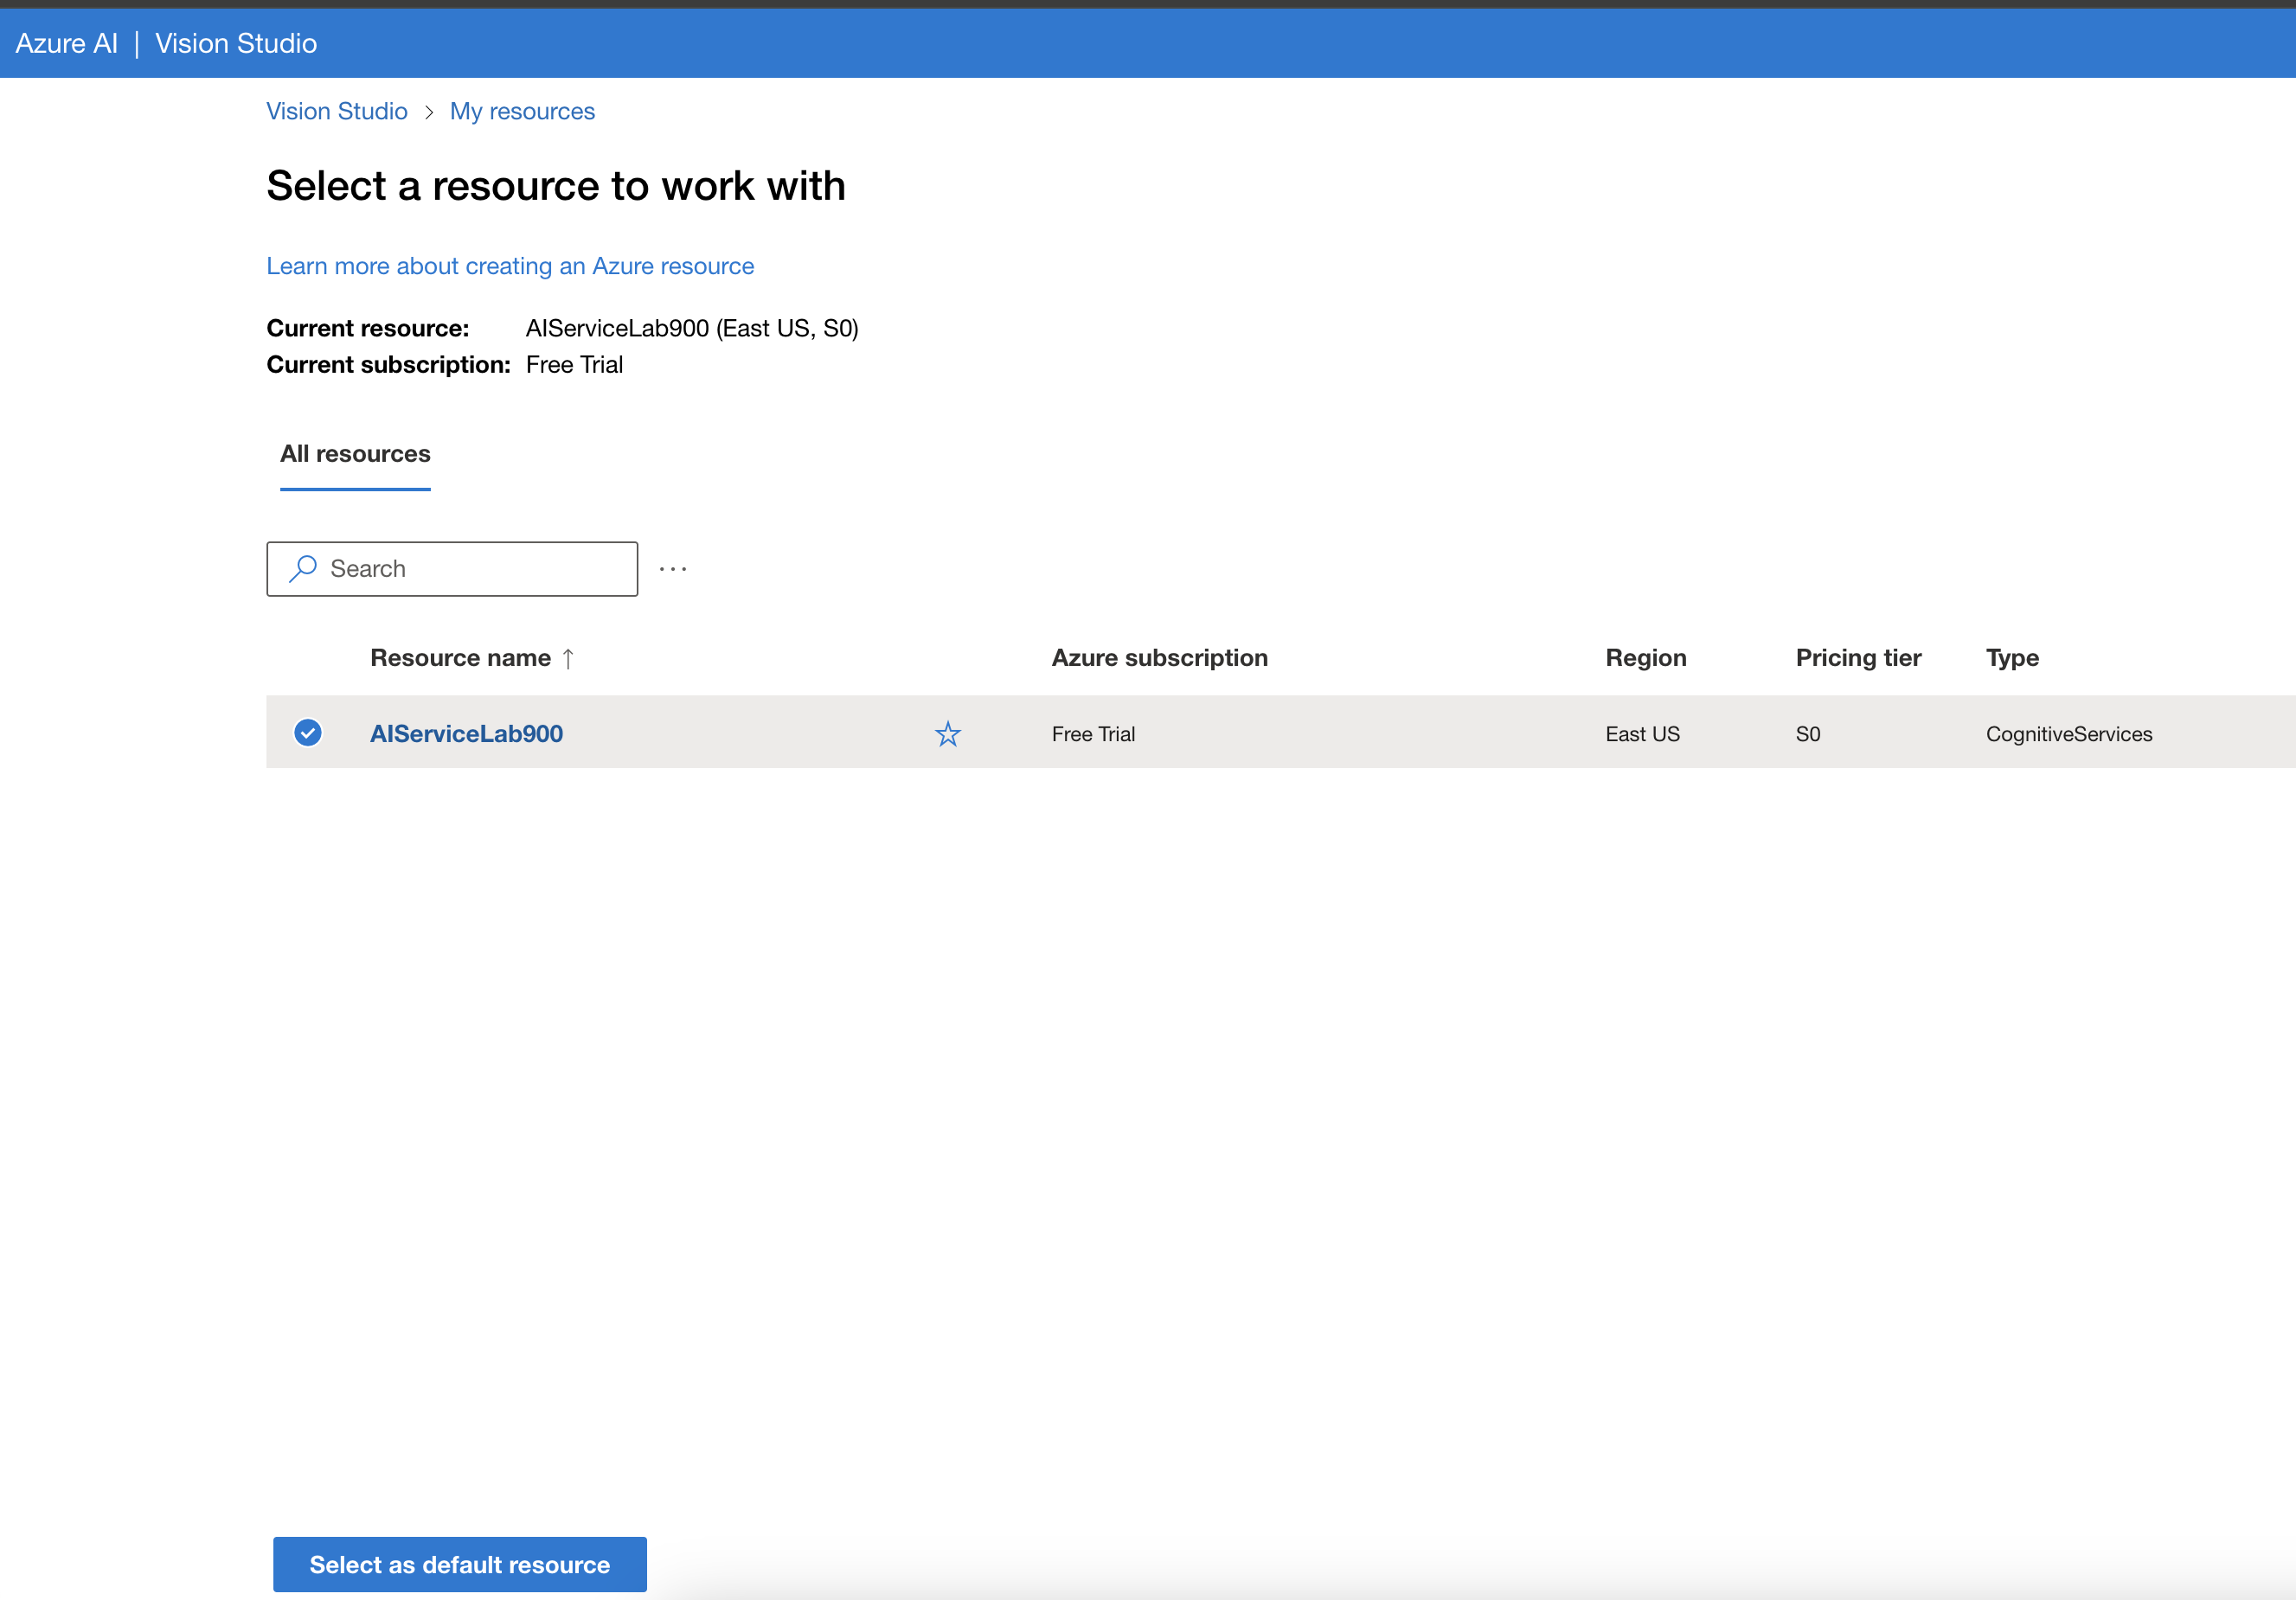 Azure AI | Vision Studio
Vision Studio > My resources
Select a resource to work with
Learn more about creating an Azure resource
Current resource: AIServiceLab900 (East US, S0)
Current subscription: Free Trial
All resources
Search ...
Resource name ↑ Azure subscription Region Pricing tier Type
AIServiceLab900 Free Trial East US S0 CognitiveServices
Select as default resource